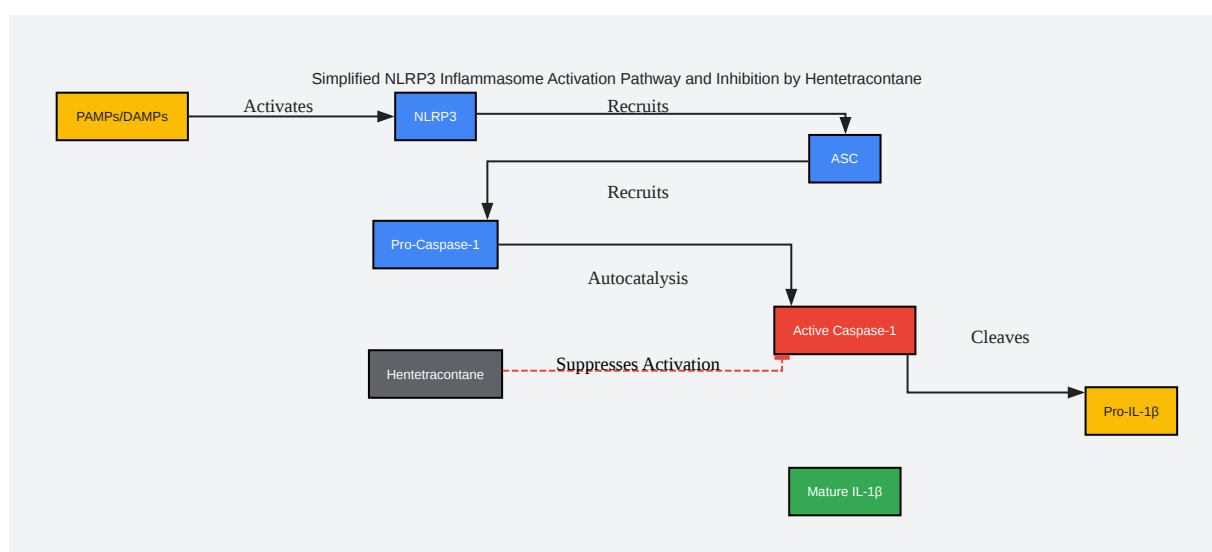 Simplified NLRP3 Inflammasome Activation Pathway and Inhibition by Hentetracontane
PAMPs/DAMPs
Activates
NLRP3
Recruits
ASC
Recruits
Pro-Caspase-1
Autocatalysis
Active Caspase-1
Cleaves
Hentetracontane
Suppresses Activation
Pro-IL-1β
Mature IL-1β